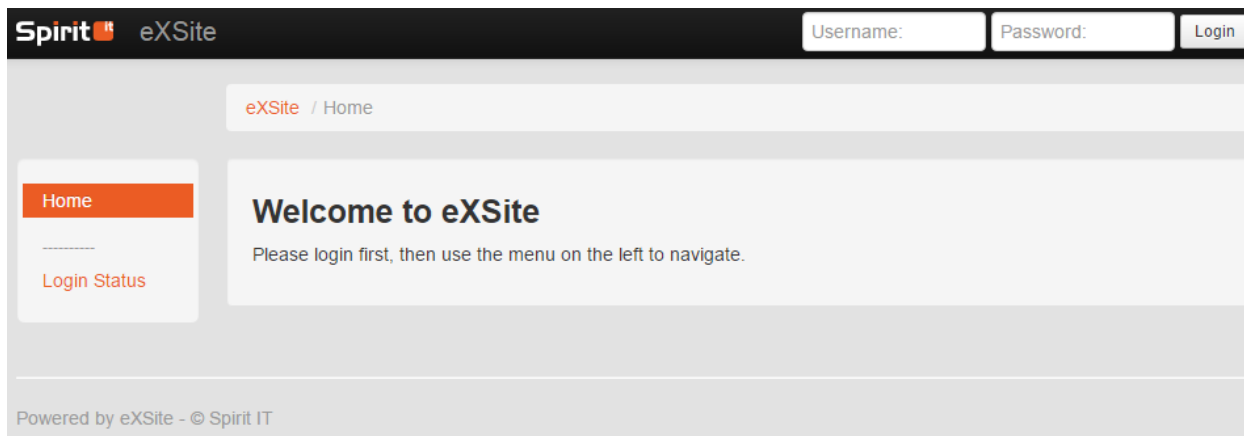 Spirit it eXSite Username: Password: Login
eXSite / Home
Home
Welcome to eXSite
Please login first, then use the menu on the left to navigate.
----------
Login Status
Powered by eXSite - © Spirit IT